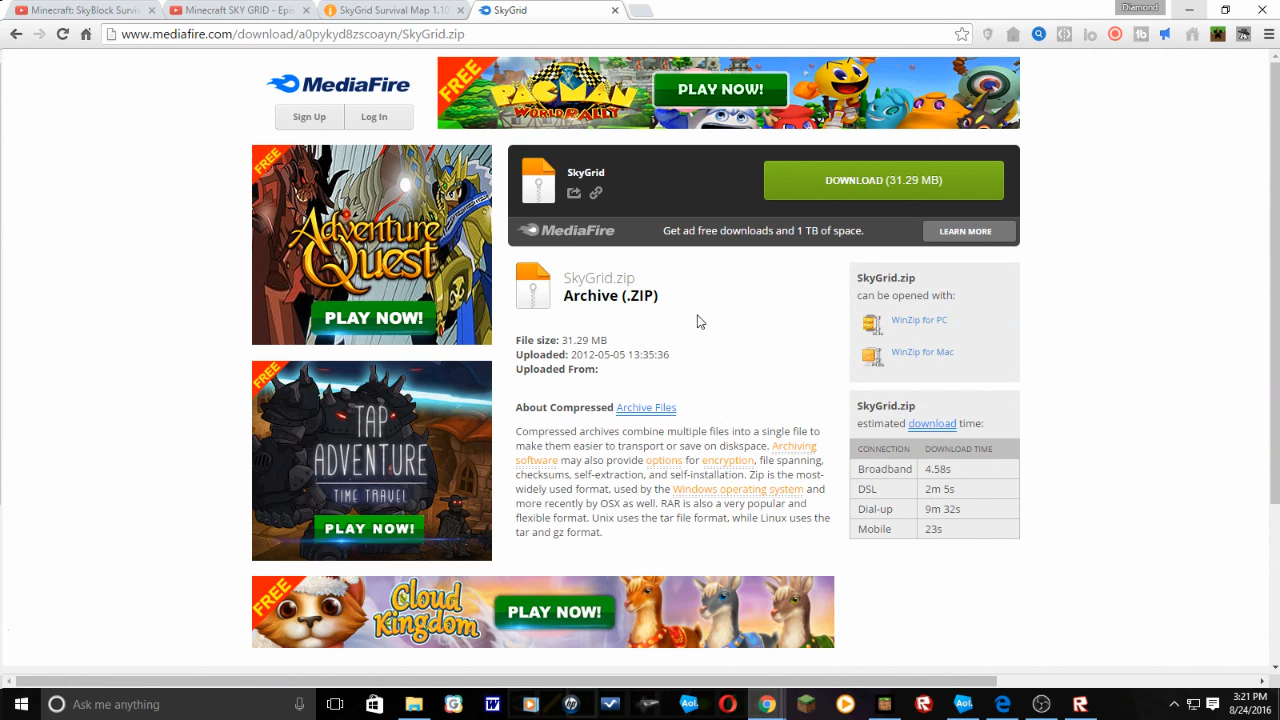 Minecraft: SkyBlock Surviv
Minecraft SKY GRID - Epis
SkyGrid Survival Map 1.10
SkyGrid
Diamond
www.mediafire.com/download/a0pykyd8zscoayn/SkyGrid.zip
MediaFire
Sign Up
Log In
FREE
PACMAN
WORLD RALLY
PLAY NOW!
FREE
Adventure
Quest
PLAY NOW!
SkyGrid
DOWNLOAD (31.29 MB)
MediaFire
Get ad free downloads and 1 TB of space.
LEARN MORE
SkyGrid.zip
Archive (.ZIP)
File size: 31.29 MB
Uploaded: 2012-05-05 13:35:36
Uploaded From:
About Compressed Archive Files
Compressed archives combine multiple files into a single file to
make them easier to transport or save on diskspace. Archiving
software may also provide options for encryption, file spanning,
checksums, self-extraction, and self-installation. Zip is the most-
widely used format, used by the Windows operating system and
more recently by OSX as well. RAR is also a very popular and
flexible format. Unix uses the tar file format, while Linux uses the
tar and gz format.
SkyGrid.zip
can be opened with:
WinZip for PC
WinZip for Mac
SkyGrid.zip
estimated download time:
CONNECTION DOWNLOAD TIME
Broadband 4.58s
DSL 2m 5s
Dial-up 9m 32s
Mobile 23s
FREE
TAP
ADVENTURE
TIME TRAVEL
PLAY NOW!
FREE
Cloud
Kingdom
PLAY NOW!
Ask me anything
Aol.
Aol.
3:21 PM
8/24/2016